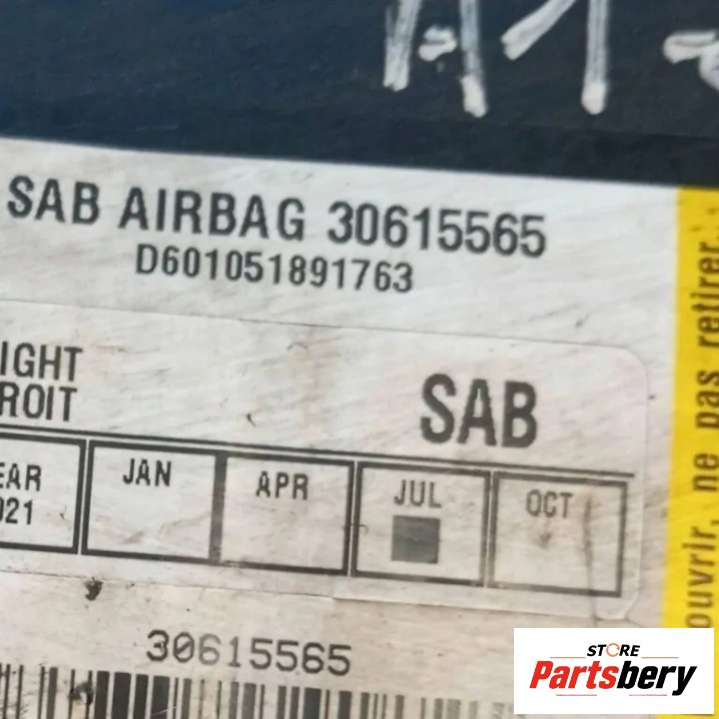 SAB AIRBAG 30615565
D601051891763
IGHT
ROIT
SAB
EAR
021
JAN
APR
JUL
OCT
30615565
ouvrir, ne pas retirer
STORE
Partsbery